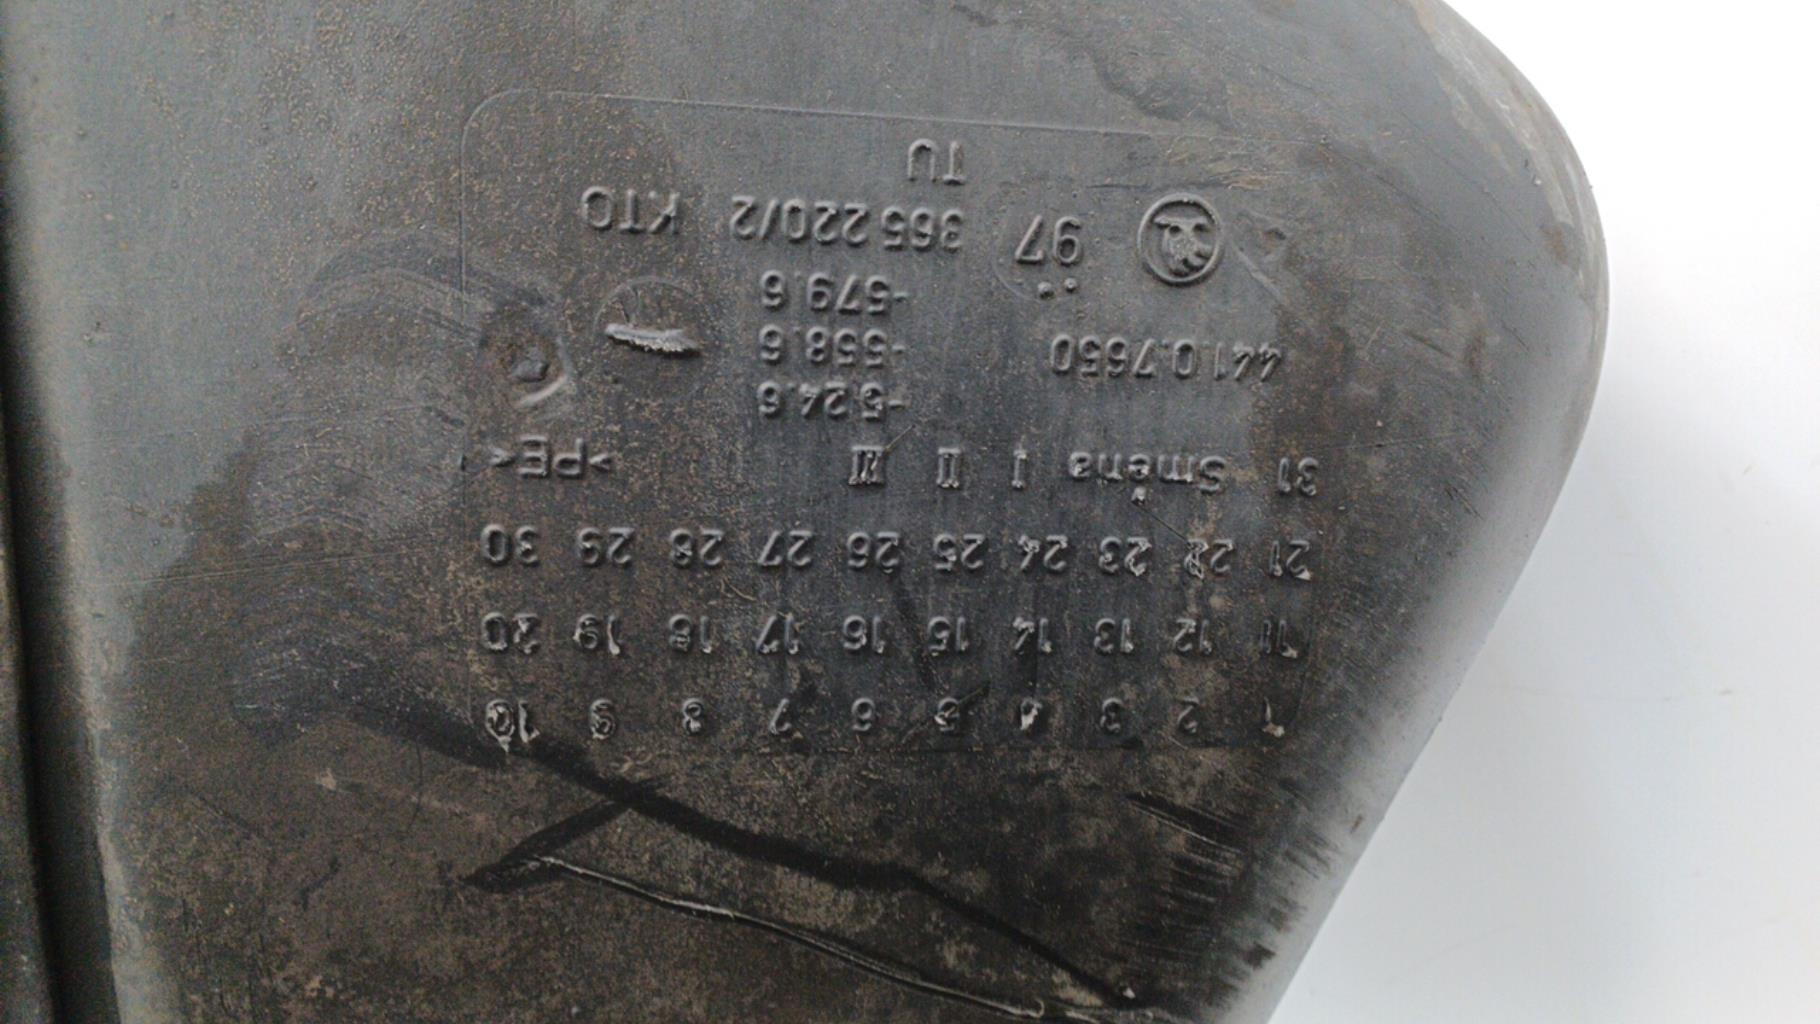 1 2 3 4 5 6 7 8 9 10
11 12 13 14 15 16 17 18 19 20
21 22 23 24 25 26 27 28 29 30
31 Směna I II III >PE<
-524.6
441.0.7650 -558.6
-579.6
97 365 220/2 KTO
TU